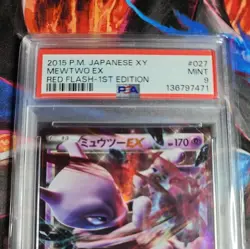 2015 P.M. JAPANESE XY #027
MEWTWO EX MINT
RED FLASH-1ST EDITION 9
PSA 136797471
ミュウツーEX HP170